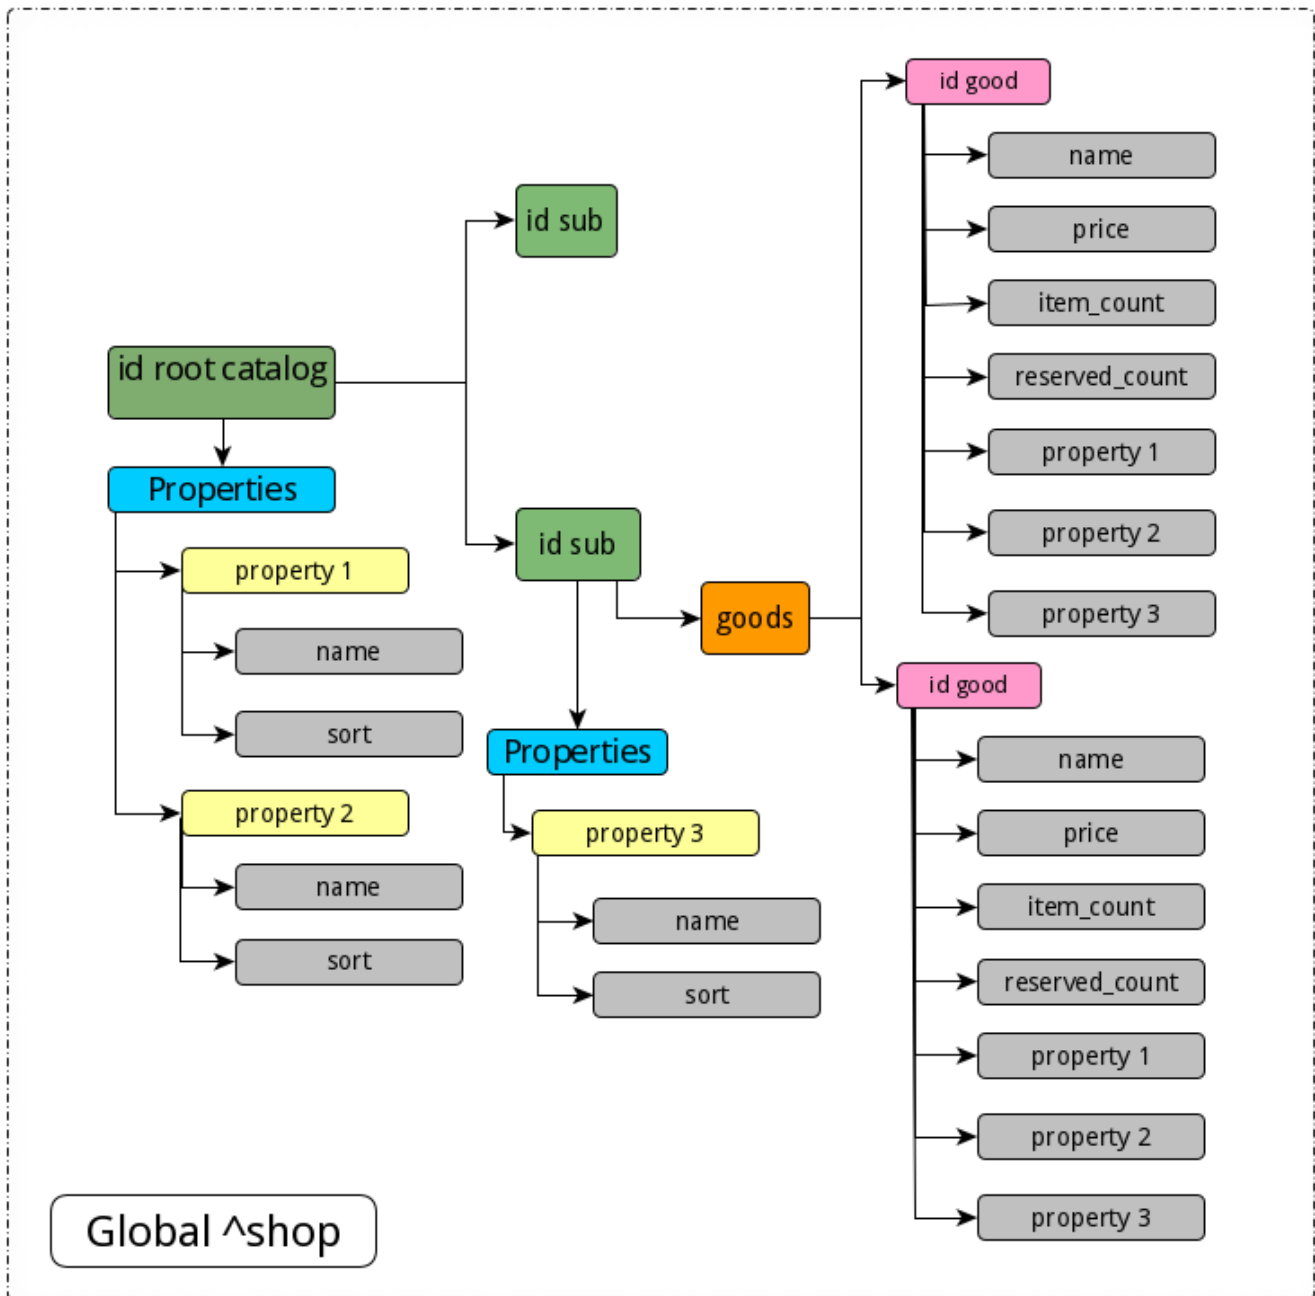 id root catalog
Properties
property 1
name
sort
property 2
name
sort
id sub
id sub
Properties
property 3
name
sort
goods
id good
name
price
item_count
reserved_count
property 1
property 2
property 3
id good
name
price
item_count
reserved_count
property 1
property 2
property 3
Global ^shop